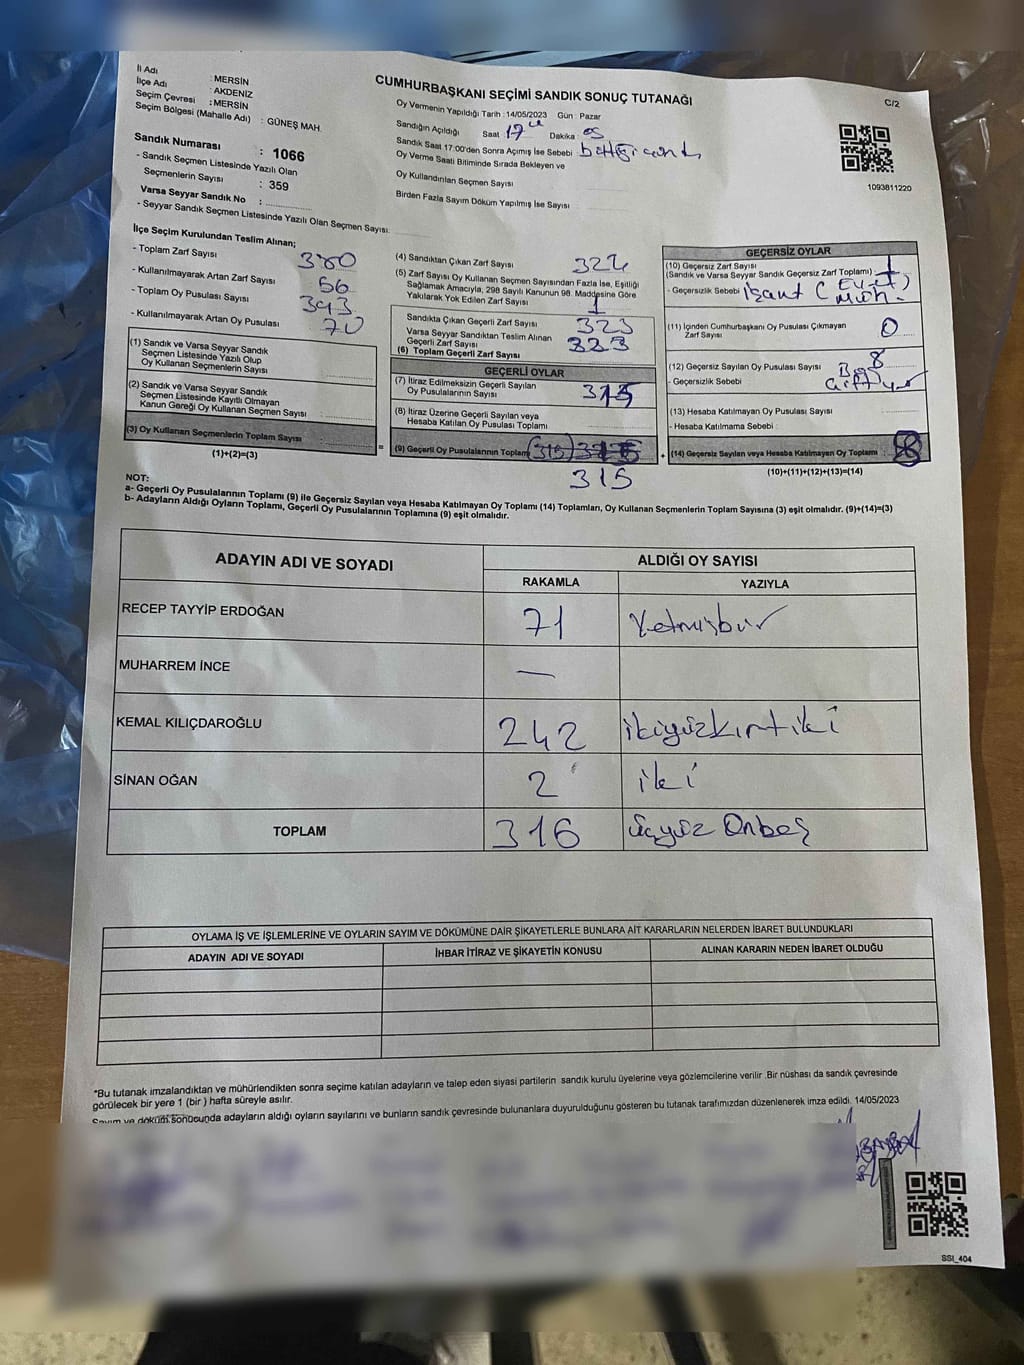 İl Adı : MERSİN
İlçe Adı : AKDENİZ
Seçim Çevresi : MERSİN
Seçim Bölgesi (Mahalle Adı) : GÜNEŞ MAH.
Sandık Numarası : 1066
- Sandık Seçmen Listesinde Yazılı Olan
Seçmenlerin Sayısı : 359
Varsa Seyyar Sandık No :
- Seyyar Sandık Seçmen Listesinde Yazılı Olan Seçmen Sayısı:
CUMHURBAŞKANI SEÇİMİ SANDIK SONUÇ TUTANAĞI
Oy Vermenin Yapıldığı Tarih : 14/05/2023 Gün : Pazar
Sandığın Açıldığı Saat 17 Dakika : 05
Sandık Saat 17:00'den Sonra Açılmış İse Sebebi
Oy Verme Saati Bitiminde Sırada Bekleyen ve
Oy Kullandırılan Seçmen Sayısı
Birden Fazla Sayım Döküm Yapılmış İse Sayısı
C/2
1093811220
İlçe Seçim Kurulundan Teslim Alınan;
- Toplam Zarf Sayısı 380
- Kullanılmayarak Artan Zarf Sayısı 56
- Toplam Oy Pusulası Sayısı 393
- Kullanılmayarak Artan Oy Pusulası 70
(1) Sandık ve Varsa Seyyar Sandık
Seçmen Listesinde Yazılı Olup
Oy Kullanan Seçmenlerin Sayısı
(2) Sandık ve Varsa Seyyar Sandık
Seçmen Listesinde Kayıtlı Olmayan
Kanun Gereği Oy Kullanan Seçmen Sayısı
(3) Oy Kullanan Seçmenlerin Toplam Sayısı
(1)+(2)=(3)
=
(4) Sandıktan Çıkan Zarf Sayısı 324
(5) Zarf Sayısı Oy Kullanan Seçmen Sayısından Fazla İse, Eşitliği
Sağlamak Amacıyla, 298 Sayılı Kanunun 98. Maddesine Göre
Yakılarak Yok Edilen Zarf Sayısı 1
Sandıkta Çıkan Geçerli Zarf Sayısı 323
Varsa Seyyar Sandıktan Teslim Alınan
Geçerli Zarf Sayısı 323
(6) Toplam Geçerli Zarf Sayısı
GEÇERLİ OYLAR
(7) İtiraz Edilmeksizin Geçerli Sayılan
Oy Pusulalarının Sayısı 315
(8) İtiraz Üzerine Geçerli Sayılan veya
Hesaba Katılan Oy Pusulası Toplamı
(9) Geçerli Oy Pusulalarının Toplamı (315)
315
+
GEÇERSİZ OYLAR
(10) Geçersiz Zarf Sayısı
(Sandık ve Varsa Seyyar Sandık Geçersiz Zarf Toplamı) 1
- Geçersizlik Sebebi : İşaret (Evet)
Müh.
(11) İçinden Cumhurbaşkanı Oy Pusulası Çıkmayan
Zarf Sayısı 0
(12) Geçersiz Sayılan Oy Pusulası Sayısı 8
- Geçersizlik Sebebi
(13) Hesaba Katılmayan Oy Pusulası Sayısı
- Hesaba Katılmama Sebebi
(14) Geçersiz Sayılan veya Hesaba Katılmayan Oy Toplamı 8
(10)+(11)+(12)+(13)=(14)
NOT:
a- Geçerli Oy Pusulalarının Toplamı (9) ile Geçersiz Sayılan veya Hesaba Katılmayan Oy Toplamı (14) Toplamları, Oy Kullanan Seçmenlerin Toplam Sayısına (3) eşit olmalıdır. (9)+(14)=(3)
b- Adayların Aldığı Oyların Toplamı, Geçerli Oy Pusulalarının Toplamına (9) eşit olmalıdır.
ADAYIN ADI VE SOYADI
ALDIĞI OY SAYISI
RAKAMLA YAZIYLA
RECEP TAYYİP ERDOĞAN 71 Yetmişbir
MUHARREM İNCE —
KEMAL KILIÇDAROĞLU 242 ikiyüzkırkiki
SİNAN OĞAN 2 iki
TOPLAM 316 üçyüz Onbeş
OYLAMA İŞ VE İŞLEMLERİNE VE OYLARIN SAYIM VE DÖKÜMÜNE DAİR ŞİKAYETLERLE BUNLARA AİT KARARLARIN NELERDEN İBARET BULUNDUKLARI
ADAYIN ADI VE SOYADI İHBAR İTİRAZ VE ŞİKAYETİN KONUSU ALINAN KARARIN NEDEN İBARET OLDUĞU
*Bu tutanak imzalandıktan ve mühürlendikten sonra seçime katılan adayların ve talep eden siyasi partilerin sandık kurulu üyelerine veya gözlemcilerine verilir .Bir nüshası da sandık çevresinde
görülecek bir yere 1 (bir ) hafta süreyle asılır.
Sayım ve döküm sonucunda adayların aldığı oyların sayılarını ve bunların sandık çevresinde bulunanlara duyurulduğunu gösteren bu tutanak tarafımızdan düzenlenerek imza edildi. 14/05/2023
SSI_404